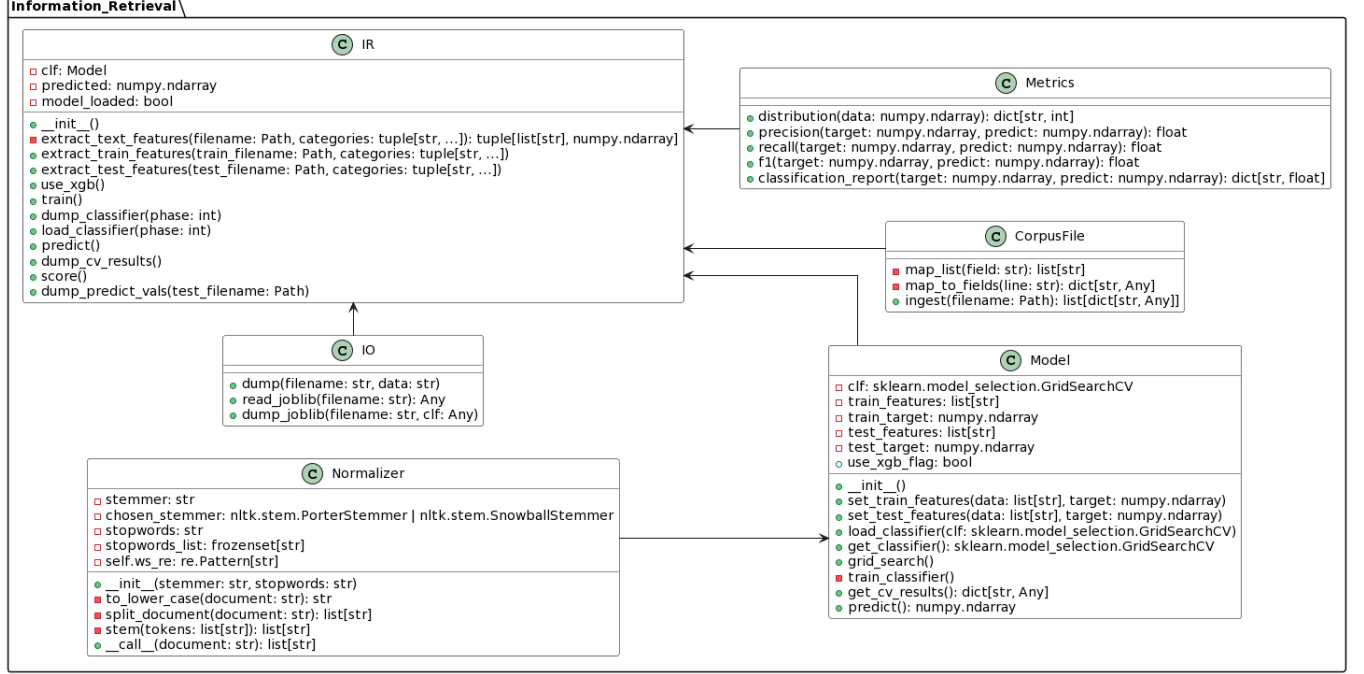 Information_Retrieval
C IR
clf: Model
predicted: numpy.ndarray
model_loaded: bool
__init__()
extract_text_features(filename: Path, categories: tuple[str, ...]): tuple[list[str], numpy.ndarray]
extract_train_features(train_filename: Path, categories: tuple[str, ...])
extract_test_features(test_filename: Path, categories: tuple[str, ...])
use_xgb()
train()
dump_classifier(phase: int)
load_classifier(phase: int)
predict()
dump_cv_results()
score()
dump_predict_vals(test_filename: Path)
C Metrics
distribution(data: numpy.ndarray): dict[str, int]
precision(target: numpy.ndarray, predict: numpy.ndarray): float
recall(target: numpy.ndarray, predict: numpy.ndarray): float
f1(target: numpy.ndarray, predict: numpy.ndarray): float
classification_report(target: numpy.ndarray, predict: numpy.ndarray): dict[str, float]
C CorpusFile
map_list(field: str): list[str]
map_to_fields(line: str): dict[str, Any]
ingest(filename: Path): list[dict[str, Any]]
C IO
dump(filename: str, data: str)
read_joblib(filename: str): Any
dump_joblib(filename: str, clf: Any)
C Model
clf: sklearn.model_selection.GridSearchCV
train_features: list[str]
train_target: numpy.ndarray
test_features: list[str]
test_target: numpy.ndarray
use_xgb_flag: bool
__init__()
set_train_features(data: list[str], target: numpy.ndarray)
set_test_features(data: list[str], target: numpy.ndarray)
load_classifier(clf: sklearn.model_selection.GridSearchCV)
get_classifier(): sklearn.model_selection.GridSearchCV
grid_search()
train_classifier()
get_cv_results(): dict[str, Any]
predict(): numpy.ndarray
C Normalizer
stemmer: str
chosen_stemmer: nltk.stem.PorterStemmer | nltk.stem.SnowballStemmer
stopwords: str
stopwords_list: frozenset[str]
self.ws_re: re.Pattern[str]
__init__(stemmer: str, stopwords: str)
to_lower_case(document: str): str
split_document(document: str): list[str]
stem(tokens: list[str]): list[str]
__call__(document: str): list[str]